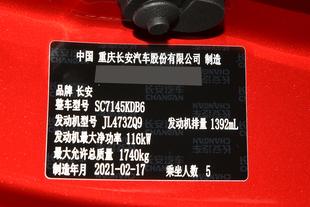 中国 重庆长安汽车股份有限公司 制造
品牌 长安
整车型号 SC7145KDB6
发动机型号 JL473ZQ9 发动机排量 1392mL
发动机最大净功率 116kW
最大允许总质量 1740kg
制造年月 2021-02-17 乘坐人数 5